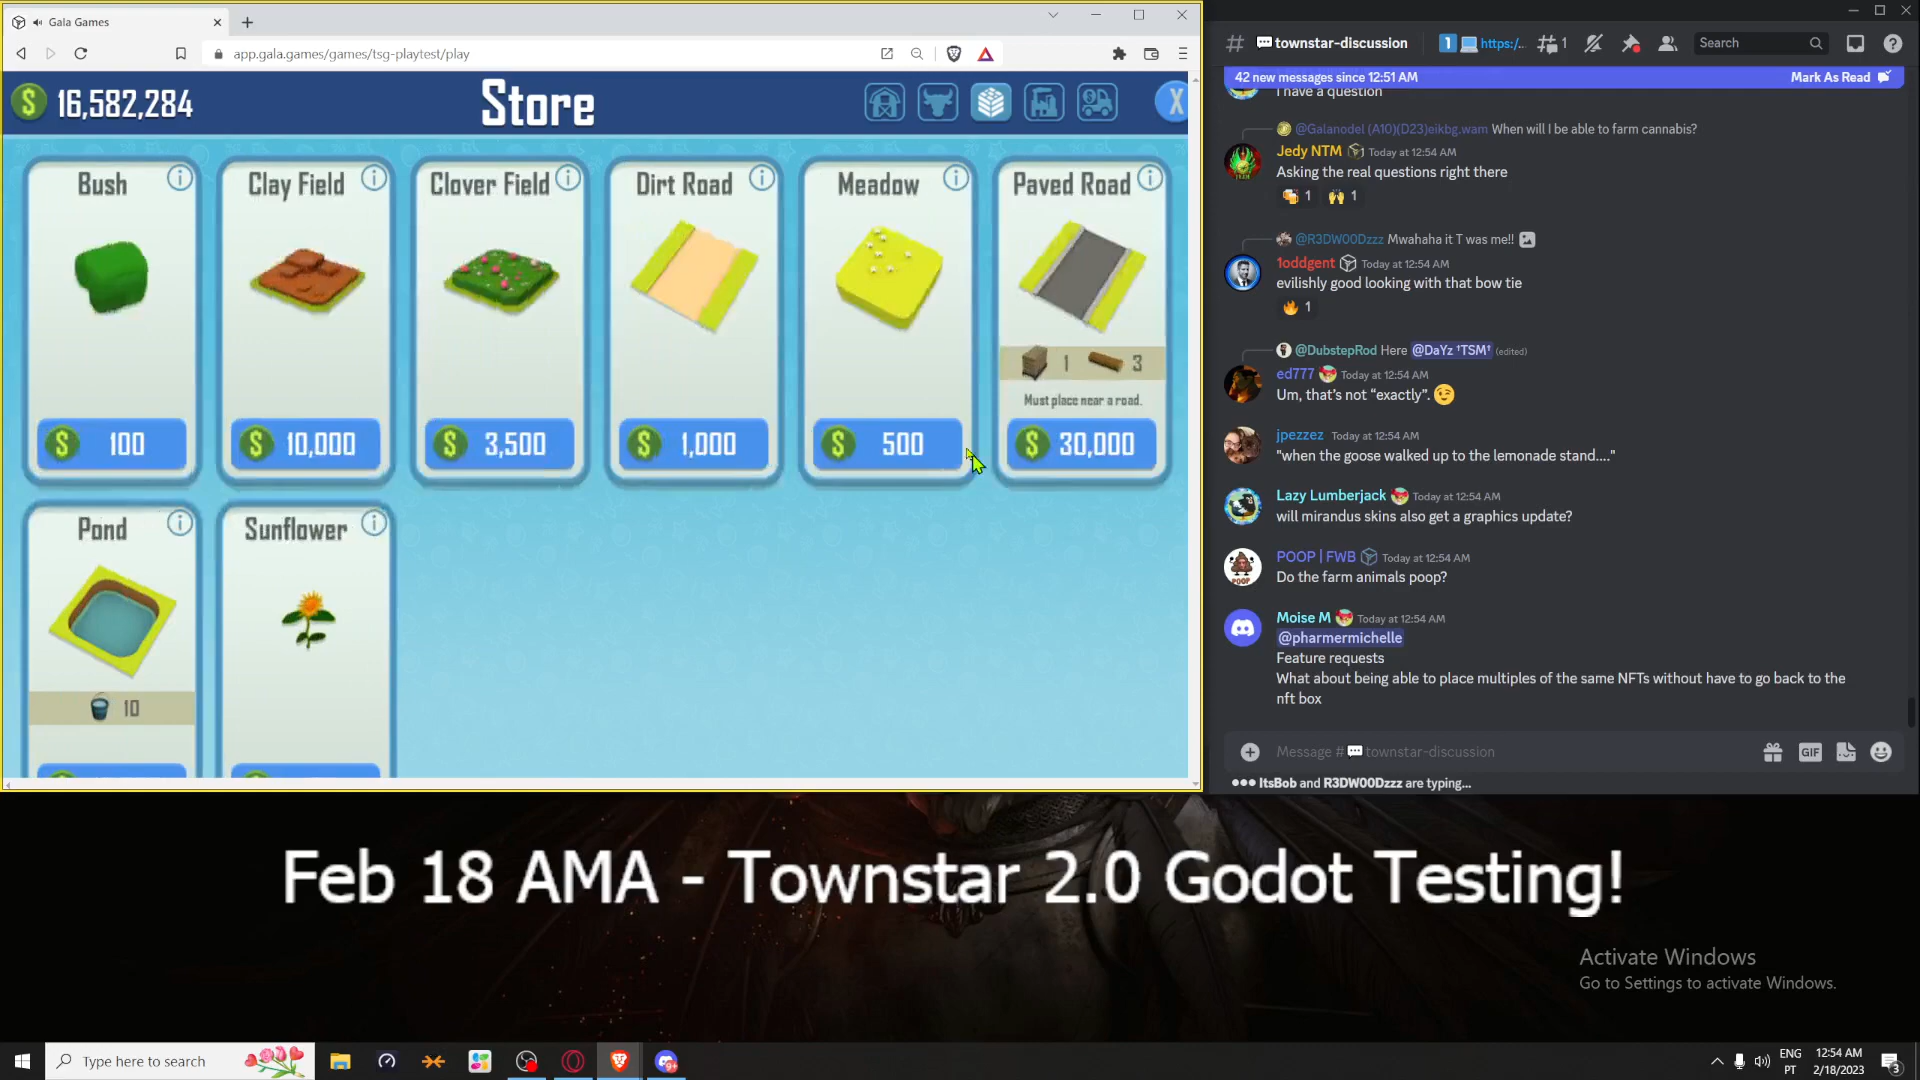 Gala Games
app.gala.games/games/tsg-playtest/play
16,582,284
Store
X
Bush
Clay Field
Clover Field
Dirt Road
Meadow
Paved Road
1
3
Must place near a road.
$ 100
$ 10,000
$ 3,500
$ 1,000
$ 500
$ 30,000
Pond
Sunflower
10
# townstar-discussion
1
https:/...
1
Search
42 new messages since 12:51 AM
Mark As Read
I have a question
@Galanodel (A10)(D23)eikbg.wam When will I be able to farm cannabis?
Jedy NTM Today at 12:54 AM
Asking the real questions right there
1
1
@R3DW00Dzzz Mwahaha it T was me!!
1oddgent Today at 12:54 AM
evilishly good looking with that bow tie
1
@DubstepRod Here @DaYz †TSM† (edited)
ed777 Today at 12:54 AM
Um, that's not “exactly”.
jpezzez Today at 12:54 AM
"when the goose walked up to the lemonade stand...."
Lazy Lumberjack Today at 12:54 AM
will mirandus skins also get a graphics update?
POOP | FWB Today at 12:54 AM
Do the farm animals poop?
Moise M Today at 12:54 AM
@pharmermichelle
Feature requests
What about being able to place multiples of the same NFTs without have to go back to the
nft box
Message # townstar-discussion
GIF
ItsBob and R3DW00Dzzz are typing...
Feb 18 AMA - Townstar 2.0 Godot Testing!
Activate Windows
Go to Settings to activate Windows.
Type here to search
9+
ENG
PT
12:54 AM
2/18/2023
3